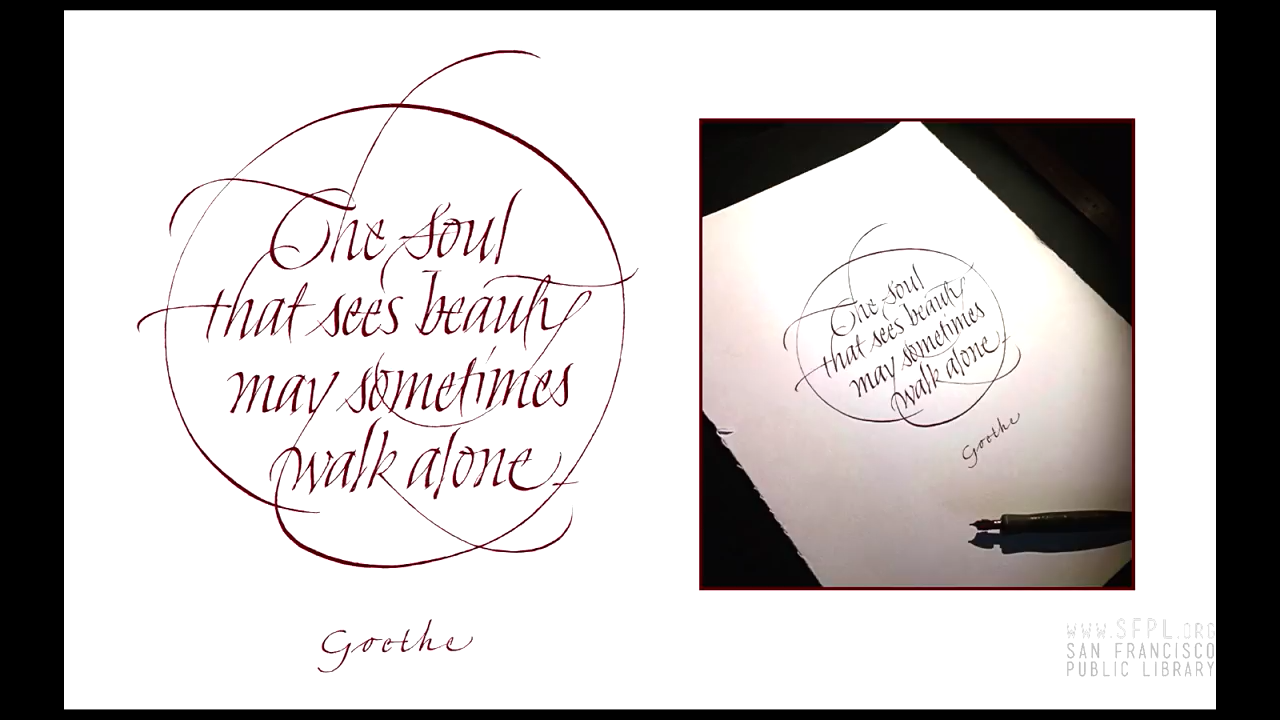 The soul
that sees beauty
may sometimes
walk alone
Goethe
The soul
that sees beauty
may sometimes
walk alone
Goethe
WWW.SFPL.ORG
SAN FRANCISCO
PUBLIC LIBRARY